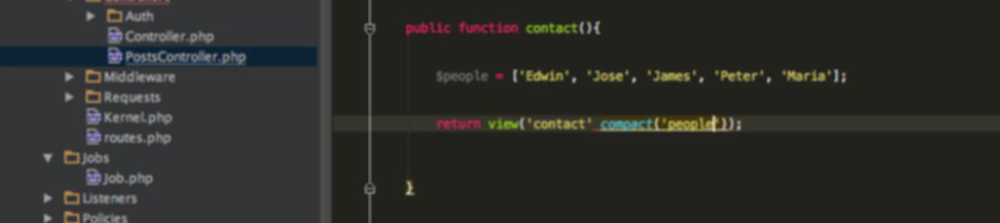 Controllers
Auth
Controller.php
PostsController.php
Middleware
Requests
Kernel.php
routes.php
Jobs
Job.php
Listeners
Policies
public function contact(){
$people = ['Edwin', 'Jose', 'James', 'Peter', 'Maria'];
return view('contact' compact('people'));
}